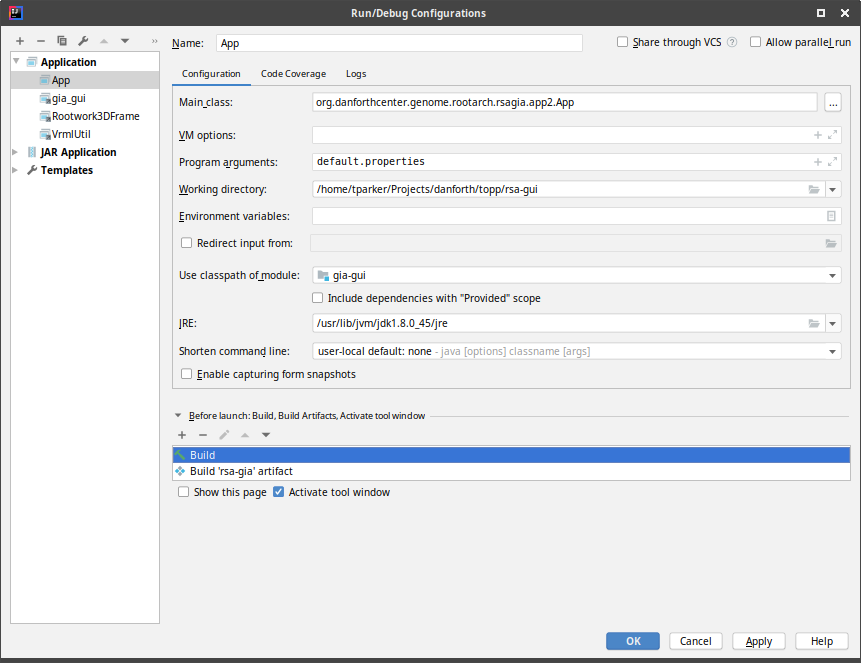 Run/Debug Configurations
Name: App Share through VCS ? Allow parallel run
Application
App
gia_gui
Rootwork3DFrame
VrmlUtil
JAR Application
Templates
Configuration Code Coverage Logs
Main class: org.danforthcenter.genome.rootarch.rsagia.app2.App ...
VM options:
Program arguments: default.properties
Working directory: /home/tparker/Projects/danforth/topp/rsa-gui
Environment variables:
Redirect input from:
Use classpath of module: gia-gui
Include dependencies with "Provided" scope
JRE: /usr/lib/jvm/jdk1.8.0_45/jre
Shorten command line: user-local default: none - java [options] classname [args]
Enable capturing form snapshots
Before launch: Build, Build Artifacts, Activate tool window
Build
Build 'rsa-gia' artifact
Show this page Activate tool window
OK Cancel Apply Help